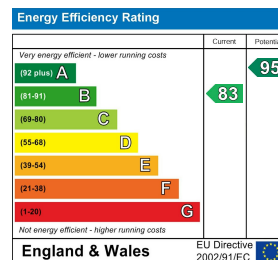 Energy Efficiency Rating
Current Potenti
Very energy efficient - lower running costs
(92 plus) A
95
(81-91) B
83
(69-80) C
(55-68) D
(39-54) E
(21-38) F
(1-20) G
Not energy efficient - higher running costs
England & Wales
EU Directive
2002/91/EC